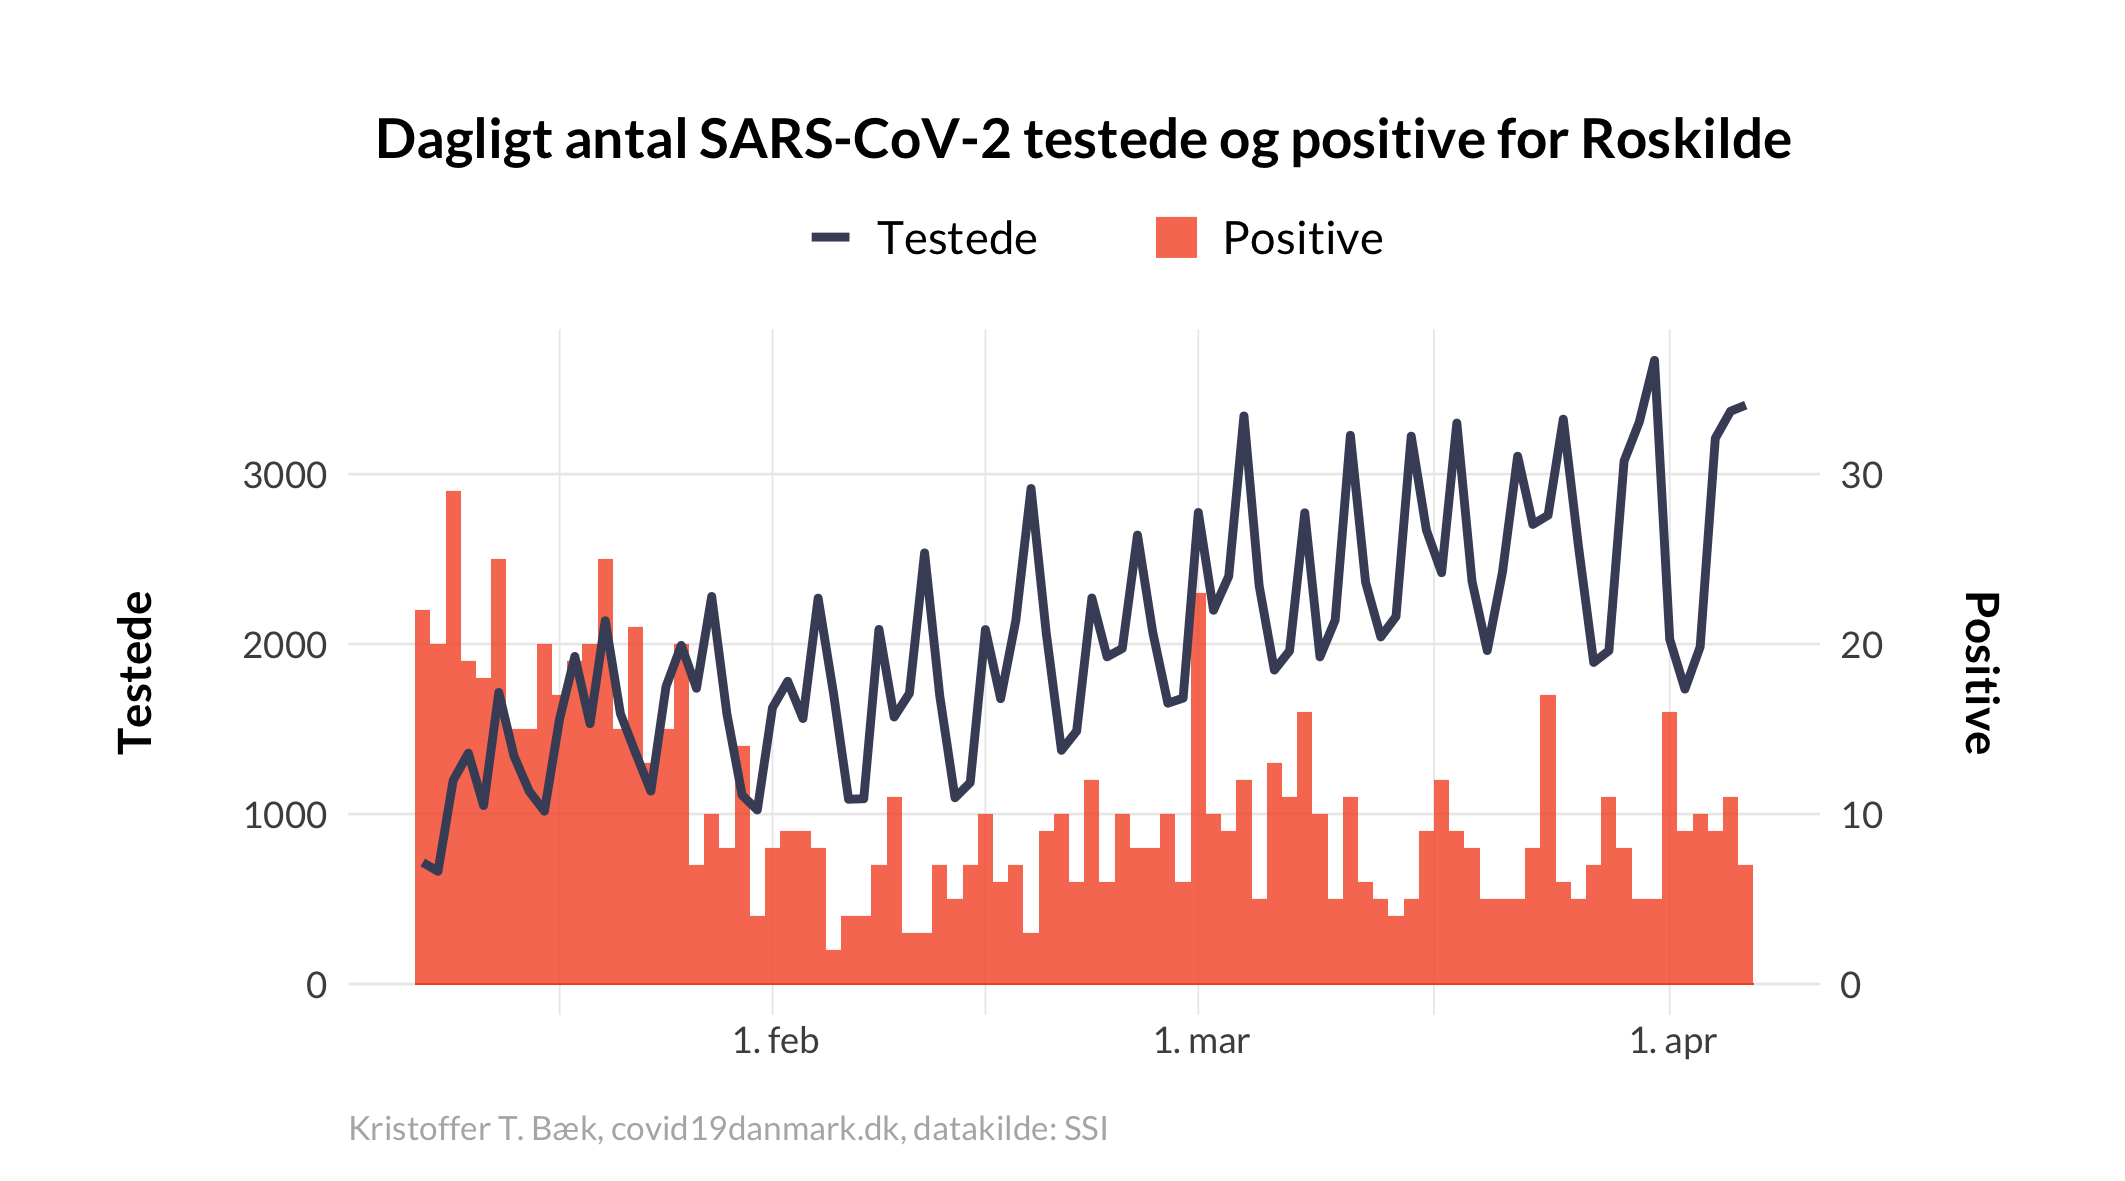 Dagligt antal SARS-CoV-2 testede og positive for Roskilde
Testede
Positive
Testede
3000
2000
1000
0
30
20
10
0
Positive
1. feb
1. mar
1. apr
Kristoffer T. Bæk, covid19danmark.dk, datakilde: SSI